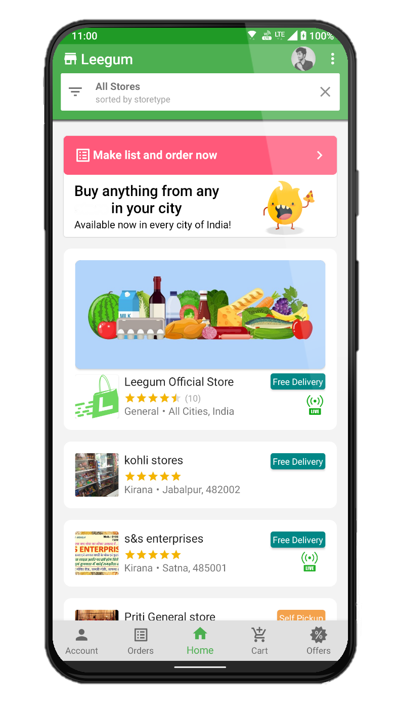 11:00
LTE 100%
Leegum
All Stores
sorted by storetype
Make list and order now
Buy anything from any
in your city
Available now in every city of India!
MILK
Leegum Official Store
Free Delivery
(10)
General • All Cities, India
LIVE
kohli stores
Free Delivery
Kirana • Jabalpur, 482002
s&s enterprises
Free Delivery
Kirana • Satna, 485001
LIVE
Priti General store
Self Pickup
Account
Orders
Home
Cart
Offers